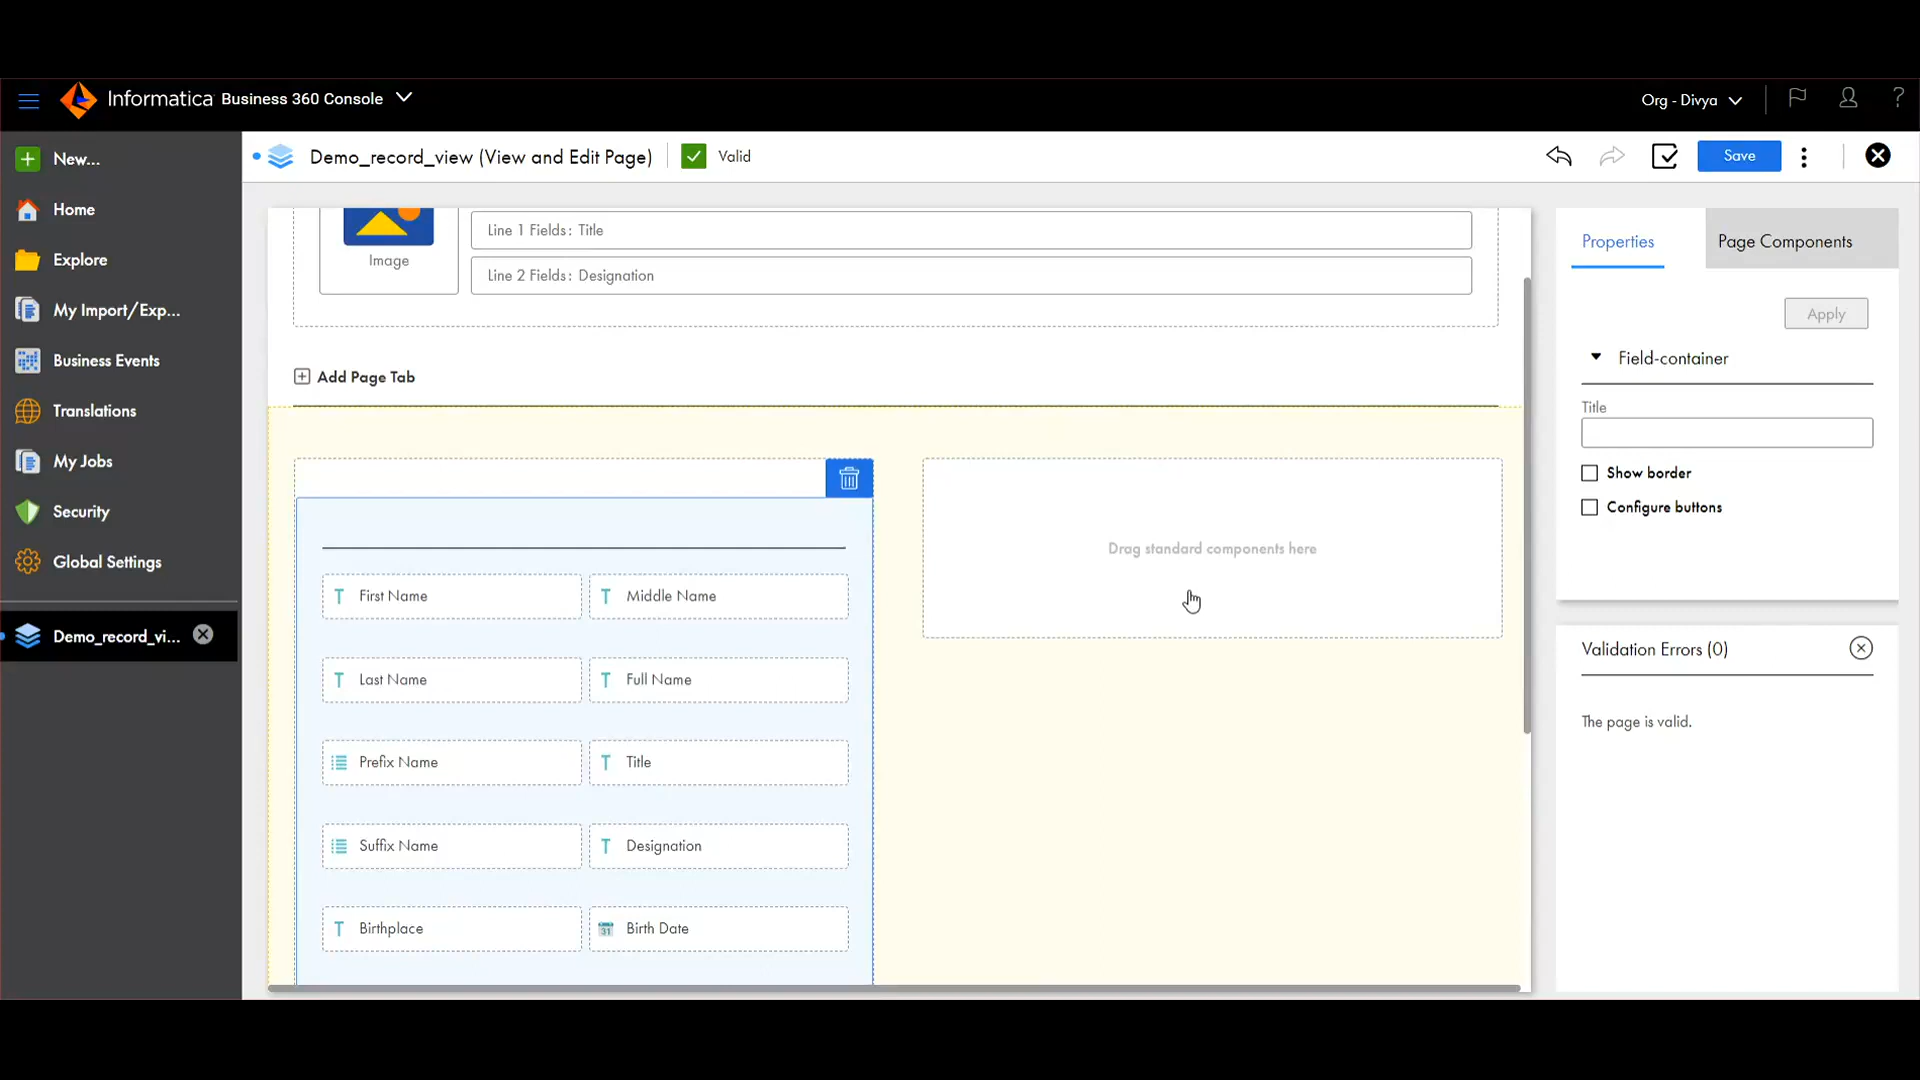 Informatica Business 360 Console
Org - Divya
?
New...
Home
Explore
My Import/Exp...
Business Events
Translations
My Jobs
Security
Global Settings
Demo_record_vi...
Demo_record_view (View and Edit Page)
Valid
Save
Image
Line 1 Fields: Title
Line 2 Fields: Designation
Add Page Tab
Drag standard components here
First Name
Middle Name
Last Name
Full Name
Prefix Name
Title
Suffix Name
Designation
Birthplace
31
Birth Date
Properties
Page Components
Apply
Field-container
Title
Show border
Configure buttons
Validation Errors (0)
The page is valid.